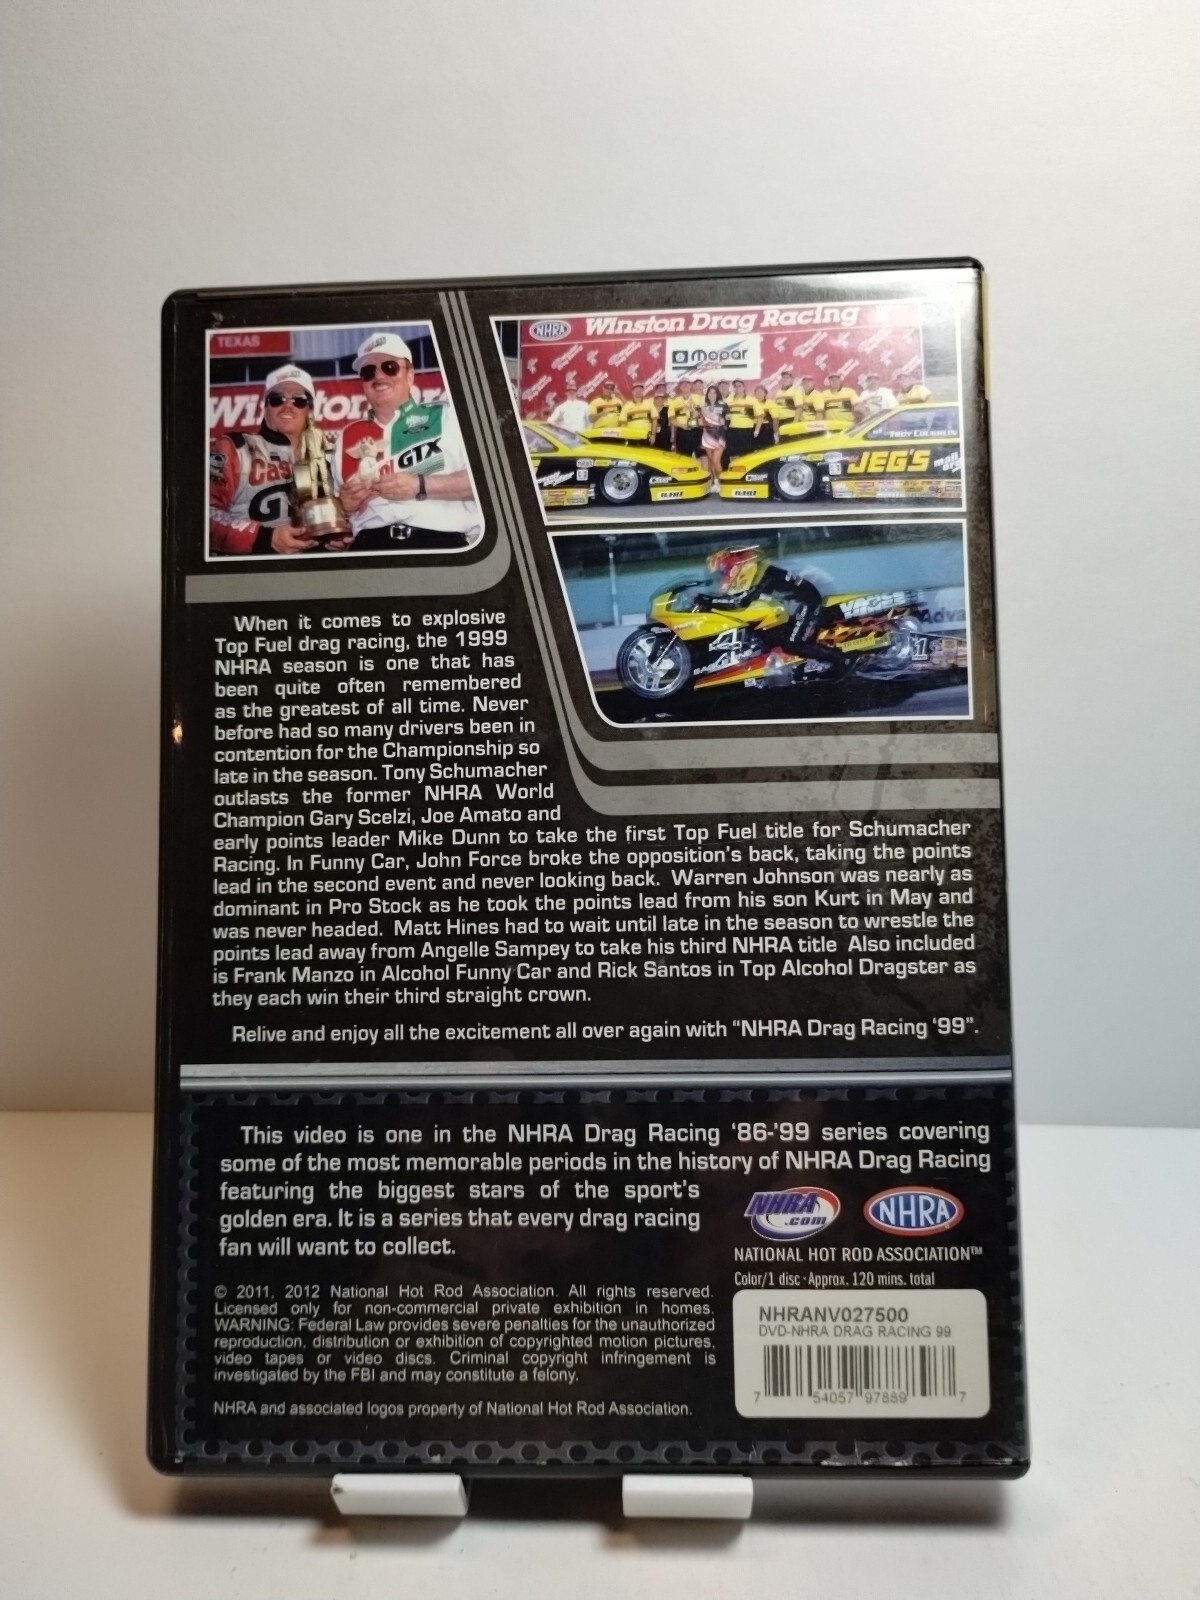 TEXAS
Winston Dra
Cas
G
GTX
NHRA Winston Drag Racing
mopar
TROY COUGHLIN
JEG'S
mail
VANCE
Adva
1
When it comes to explosive
Top Fuel drag racing, the 1999
NHRA season is one that has
been quite often remembered
as the greatest of all time. Never
before had so many drivers been in
contention for the Championship so
late in the season. Tony Schumacher
outlasts the former NHRA World
Champion Gary Scelzi, Joe Amato and
early points leader Mike Dunn to take the first Top Fuel title for Schumacher
Racing. In Funny Car, John Force broke the opposition's back, taking the points
lead in the second event and never looking back. Warren Johnson was nearly as
dominant in Pro Stock as he took the points lead from his son Kurt in May and
was never headed. Matt Hines had to wait until late in the season to wrestle the
points lead away from Angelle Sampey to take his third NHRA title Also included
is Frank Manzo in Alcohol Funny Car and Rick Santos in Top Alcohol Dragster as
they each win their third straight crown.
Relive and enjoy all the excitement all over again with "NHRA Drag Racing '99".
This video is one in the NHRA Drag Racing '86-'99 series covering
some of the most memorable periods in the history of NHRA Drag Racing
featuring the biggest stars of the sport's
golden era. It is a series that every drag racing
fan will want to collect.
NHRA.com
NHRA
NATIONAL HOT ROD ASSOCIATION™
Color/1 disc · Approx. 120 mins. total
© 2011, 2012 National Hot Rod Association. All rights reserved.
Licensed only for non-commercial private exhibition in homes.
WARNING: Federal Law provides severe penalties for the unauthorized
reproduction, distribution or exhibition of copyrighted motion pictures,
video tapes or video discs. Criminal copyright infringement is
investigated by the FBI and may constitute a felony.
NHRA and associated logos property of National Hot Rod Association.
NHRANV027500
DVD-NHRA DRAG RACING 99
7 54057 97889 7